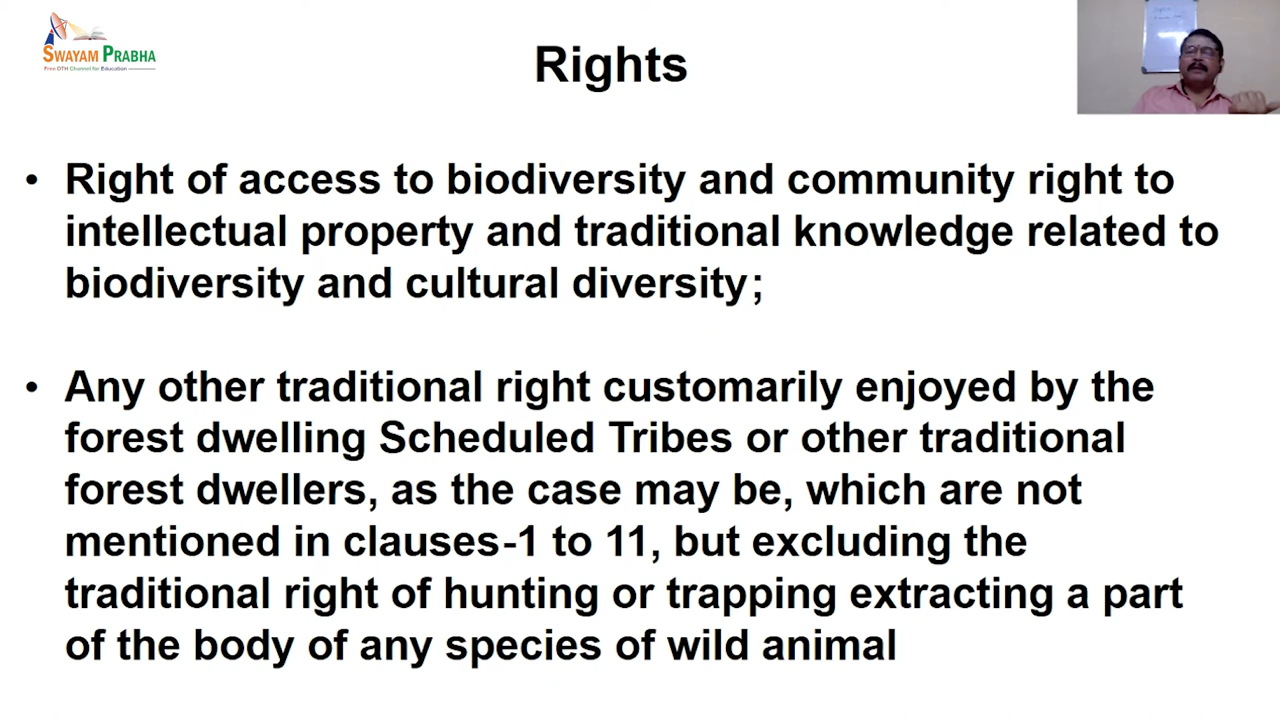 SWAYAM PRABHA
Free DTH Channel for Education
Rights
• Right of access to biodiversity and community right to
intellectual property and traditional knowledge related to
biodiversity and cultural diversity;
• Any other traditional right customarily enjoyed by the
forest dwelling Scheduled Tribes or other traditional
forest dwellers, as the case may be, which are not
mentioned in clauses-1 to 11, but excluding the
traditional right of hunting or trapping extracting a part
of the body of any species of wild animal